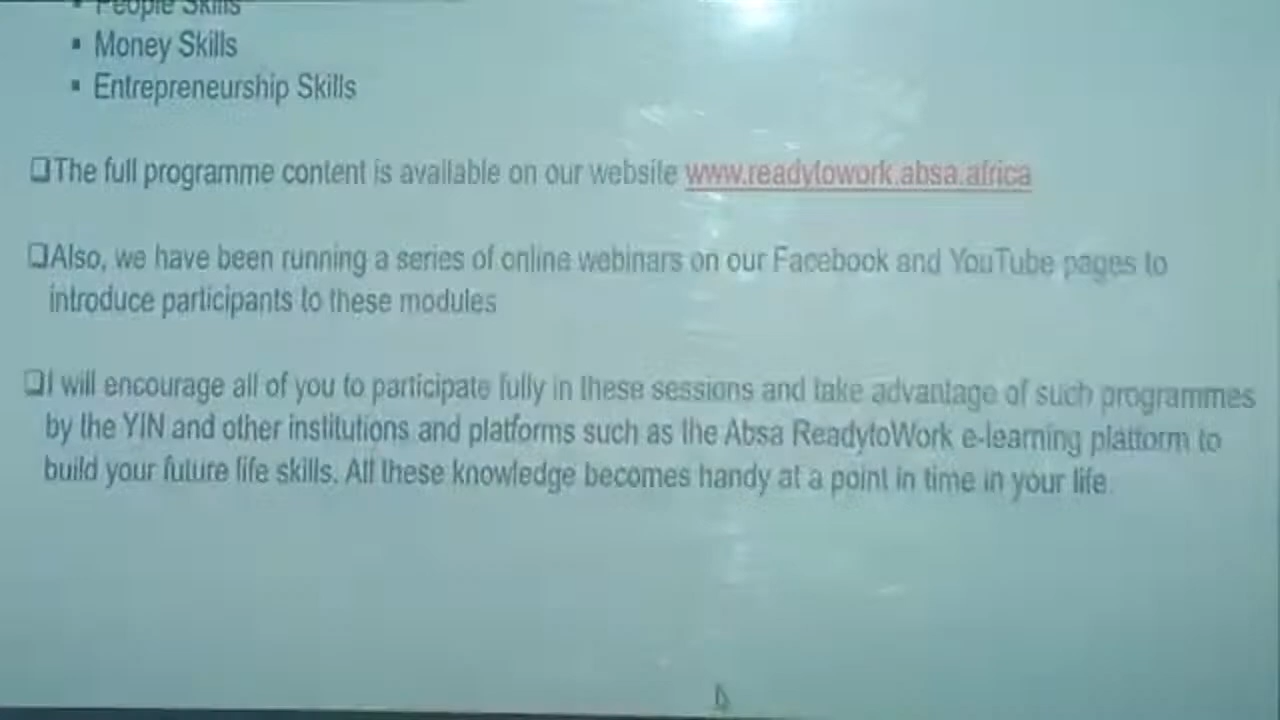 ▪ People Skills
▪ Money Skills
▪ Entrepreneurship Skills
❑The full programme content is available on our website www.readytowork.absa.africa
❑Also, we have been running a series of online webinars on our Facebook and YouTube pages to
introduce participants to these modules
❑I will encourage all of you to participate fully in these sessions and take advantage of such programmes
by the YIN and other institutions and platforms such as the Absa ReadytoWork e-learning platform to
build your future life skills. All these knowledge becomes handy at a point in time in your life.